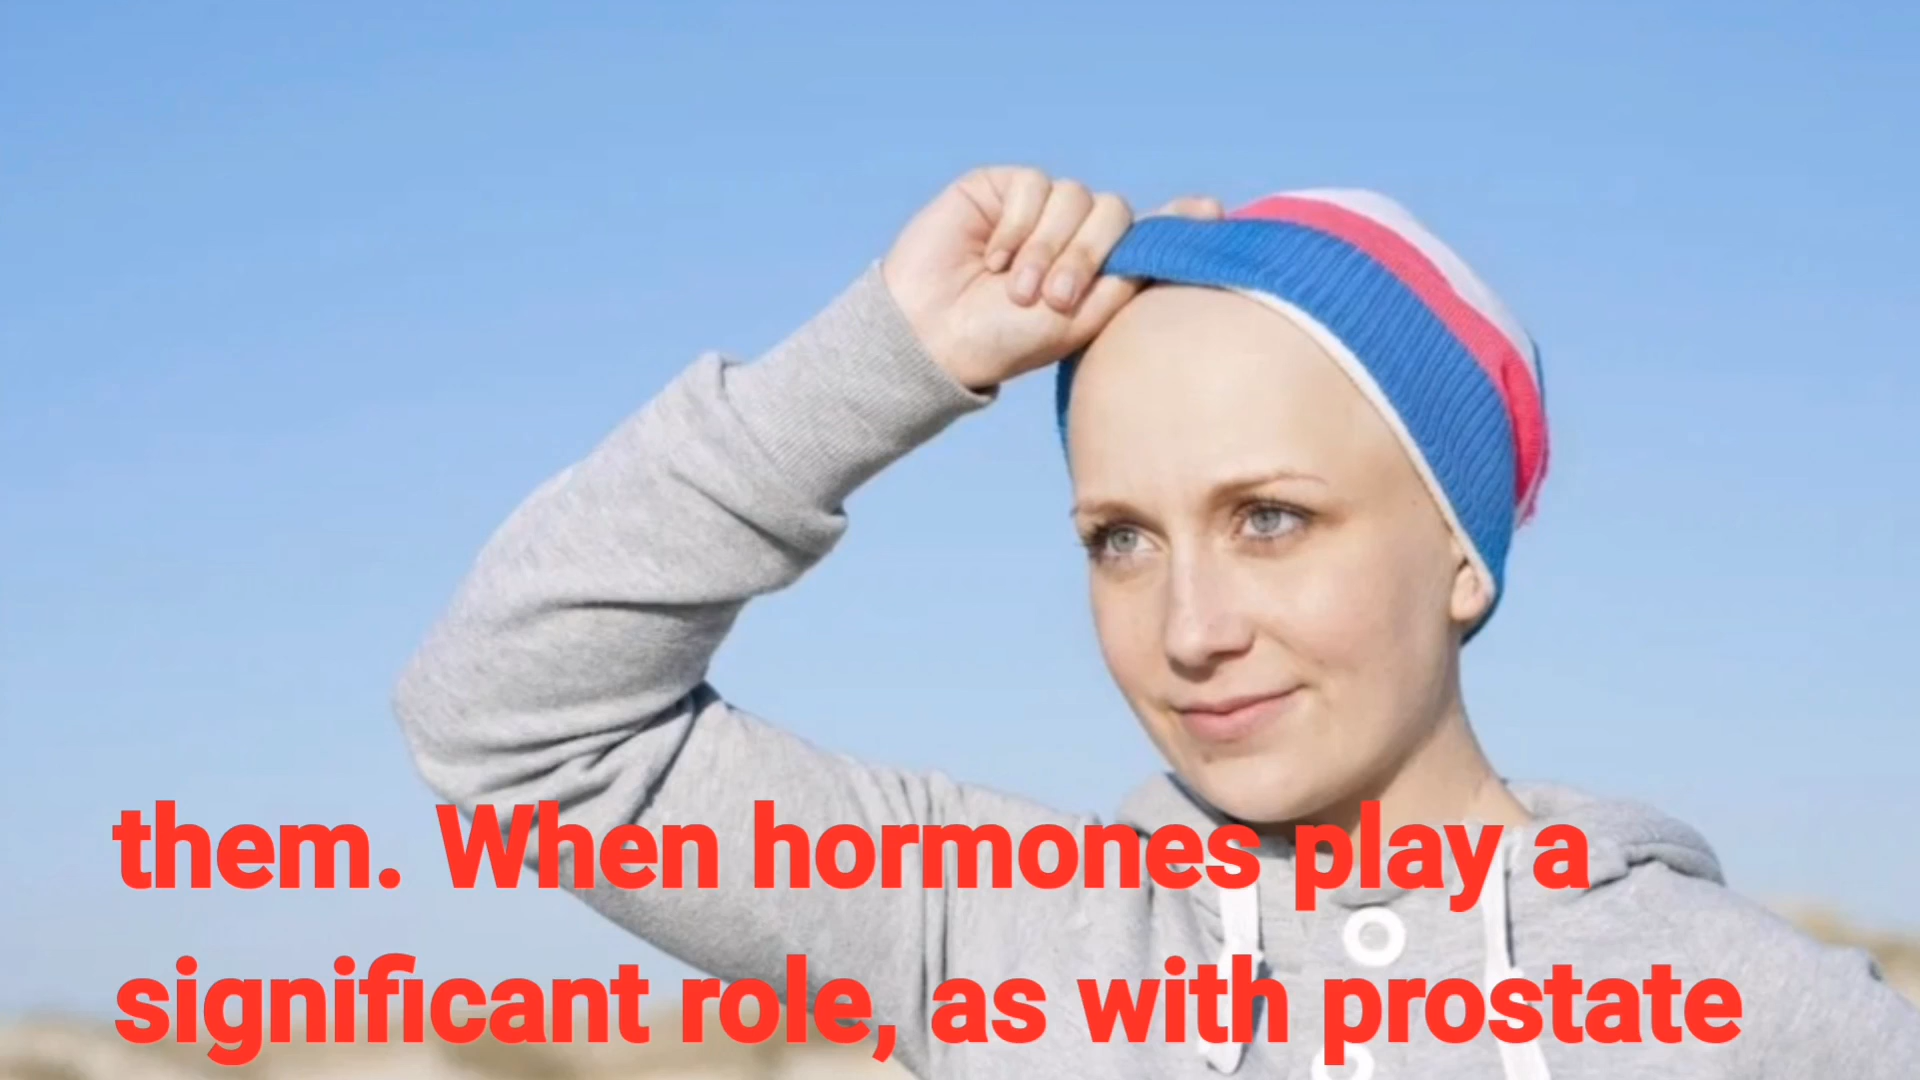 them. When hormones play a
significant role, as with prostate